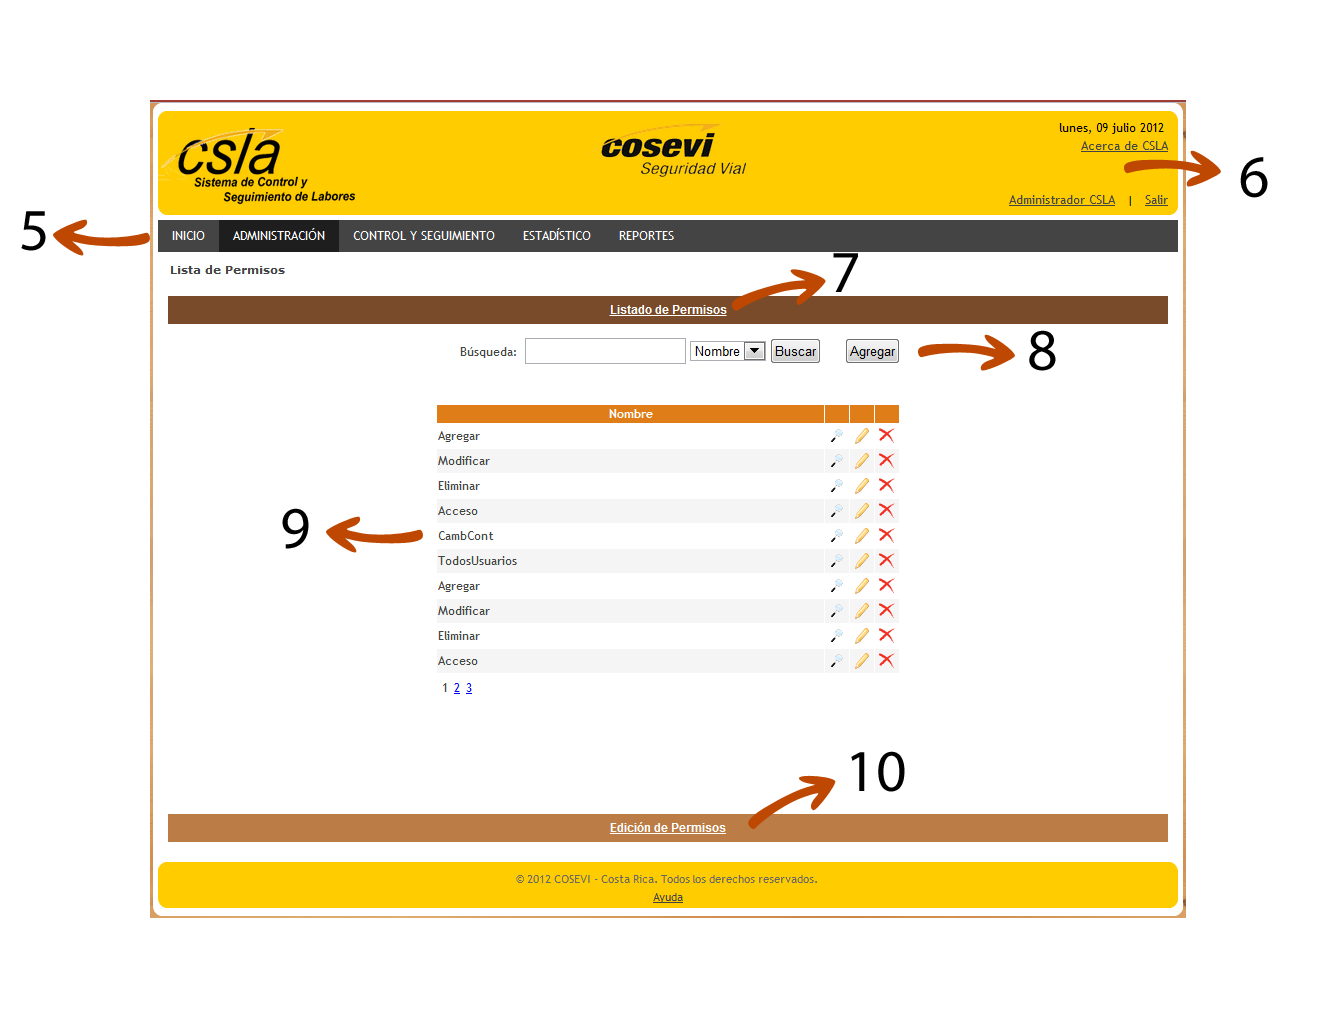 csla
Sistema de Control y
Seguimiento de Labores
cosevi
Seguridad Vial
lunes, 09 julio 2012
Acerca de CSLA
6
Administrador CSLA | Salir
5
INICIO ADMINISTRACIÓN CONTROL Y SEGUIMIENTO ESTADÍSTICO REPORTES
Lista de Permisos
7
Listado de Permisos
Búsqueda: Nombre Buscar Agregar
8
Nombre
Agregar
Modificar
Eliminar
Acceso
9
CambCont
TodosUsuarios
Agregar
Modificar
Eliminar
Acceso
1 2 3
10
Edición de Permisos
© 2012 COSEVI - Costa Rica. Todos los derechos reservados.
Ayuda